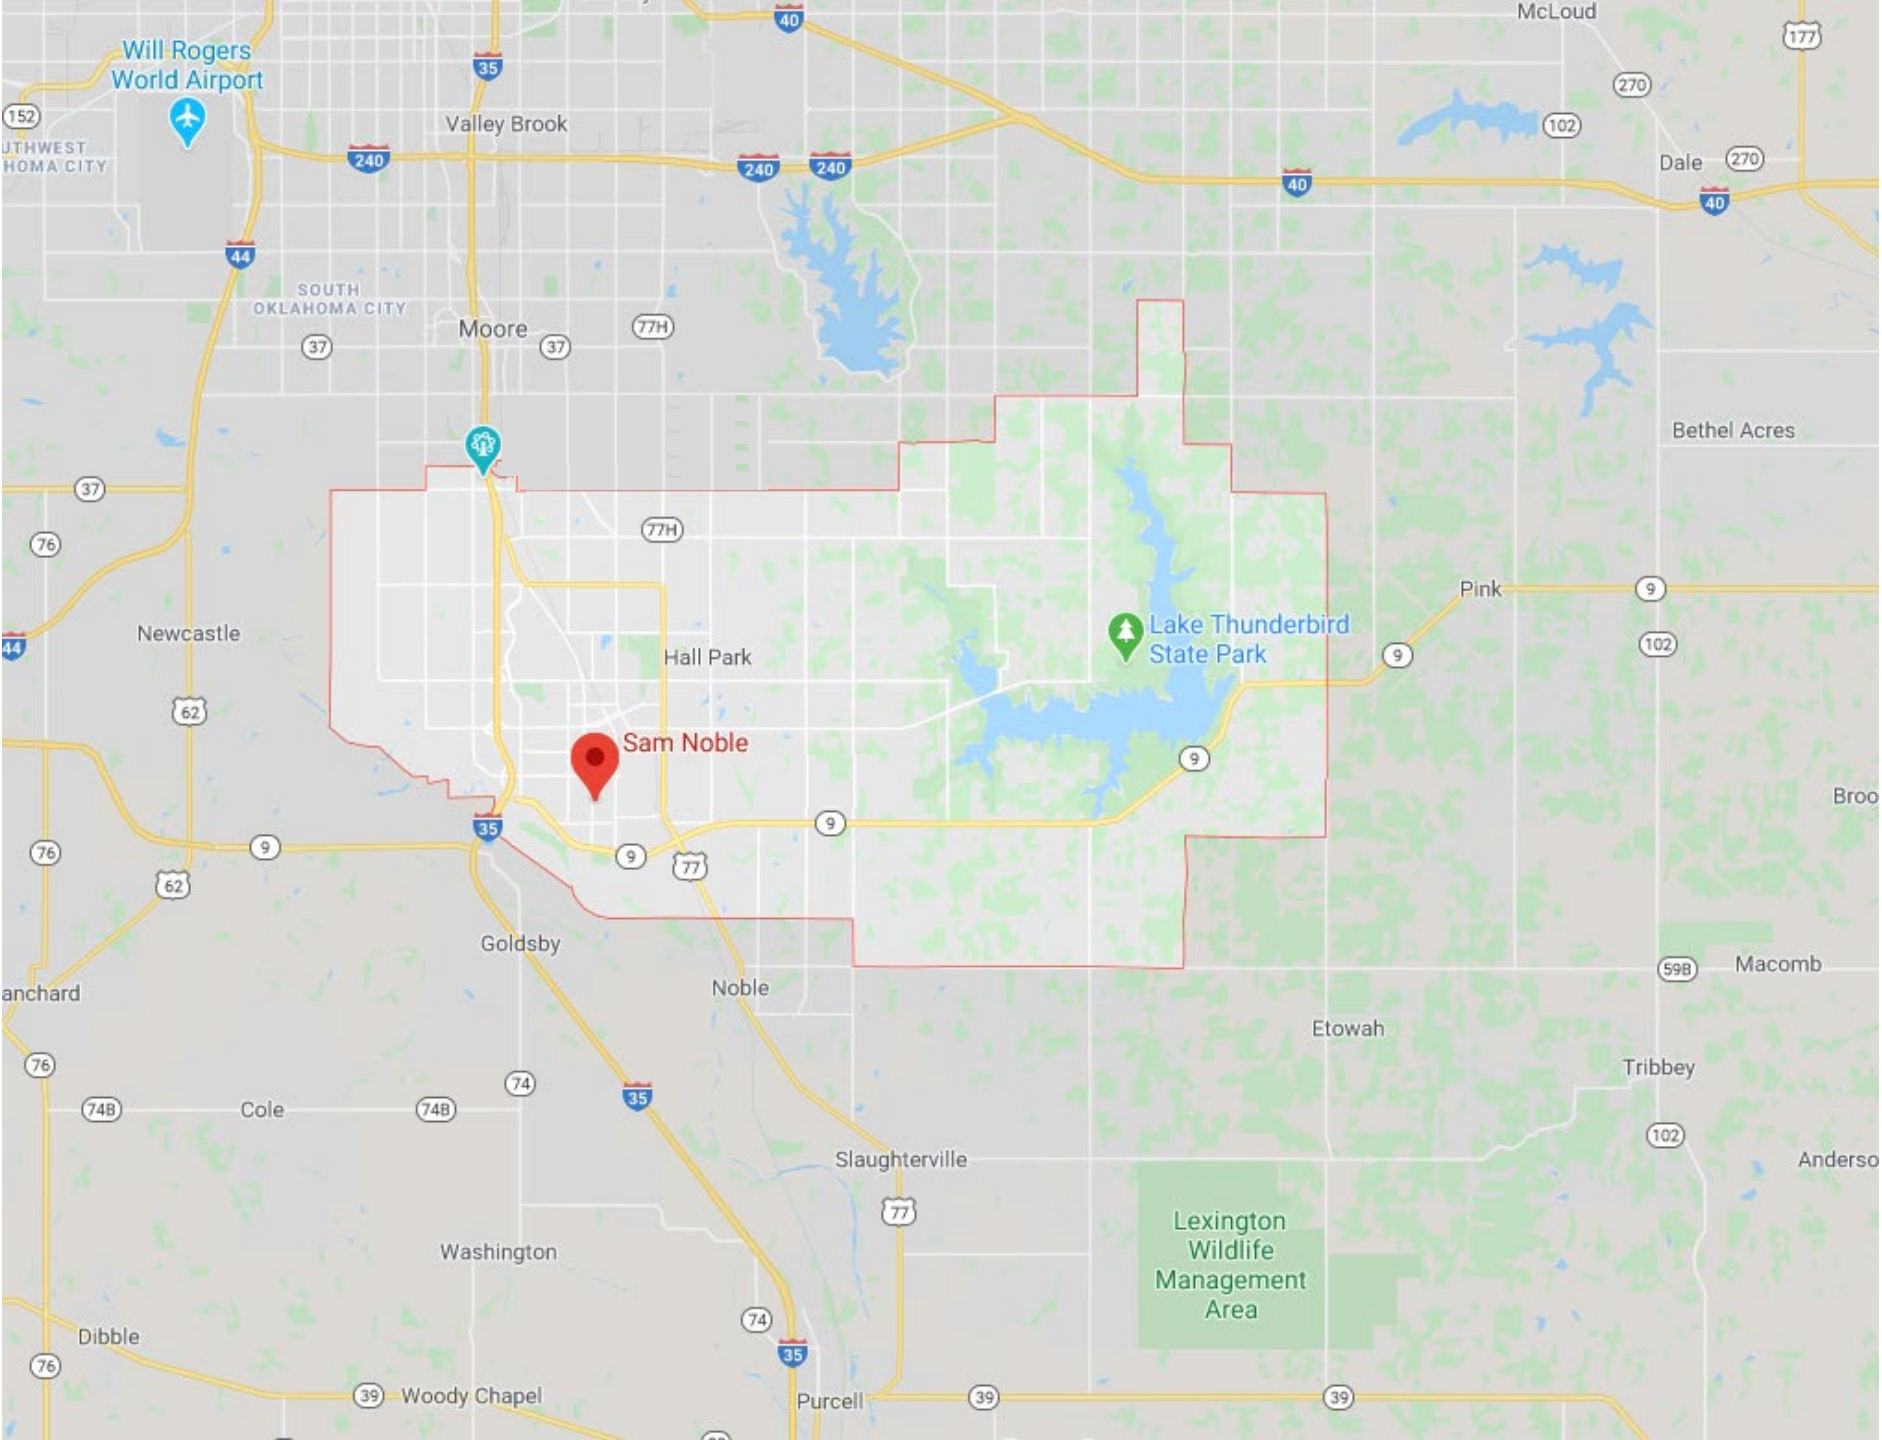 McLoud
40
177
Will Rogers
World Airport
35
270
152
Valley Brook
102
UTHWEST
HOMA CITY
240
240
240
Dale
270
40
40
44
SOUTH
OKLAHOMA CITY
Moore
77H
37
37
Bethel Acres
37
77H
76
Pink
9
Newcastle
Lake Thunderbird
State Park
102
44
Hall Park
9
62
Sam Noble
9
Broo
35
9
76
9
9
77
62
Goldsby
Macomb
59B
Noble
anchard
Etowah
76
Tribbey
74
35
74B
Cole
74B
102
Slaughterville
Anderso
77
Lexington
Wildlife
Management
Area
Washington
74
Dibble
35
76
39
Woody Chapel
Purcell
39
39